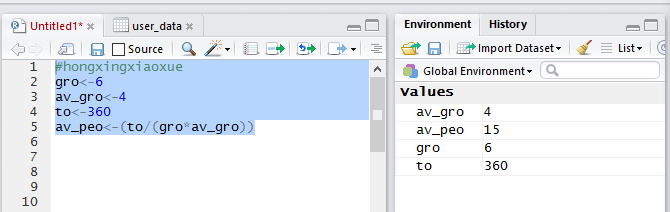 Untitled1* user_data
Source
1 #hongxingxiaoxue
2 gro<-6
3 av_gro<-4
4 to<-360
5 av_peo<-(to/(gro*av_gro))
6
7
8
9
10
Environment History
Import Dataset List
Global Environment
Values
av_gro 4
av_peo 15
gro 6
to 360